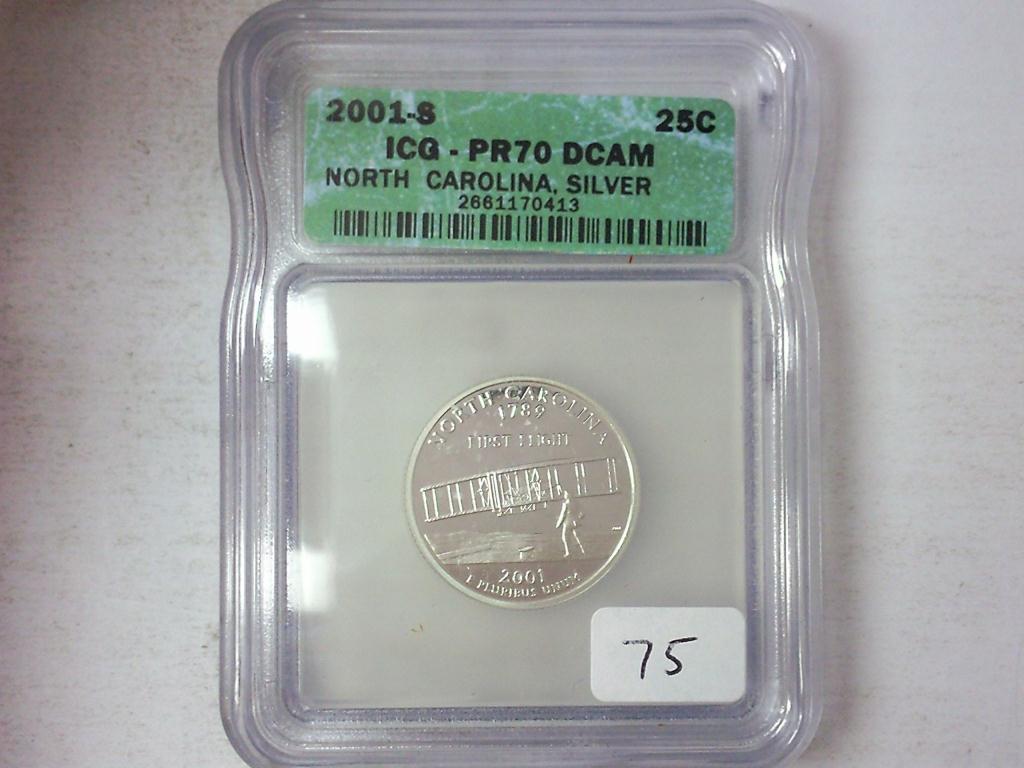 2001-S 25C
ICG - PR70 DCAM
NORTH CAROLINA, SILVER
2661170413
NORTH CAROLINA
1789
FIRST FLIGHT
2001
E PLURIBUS UNUM
75